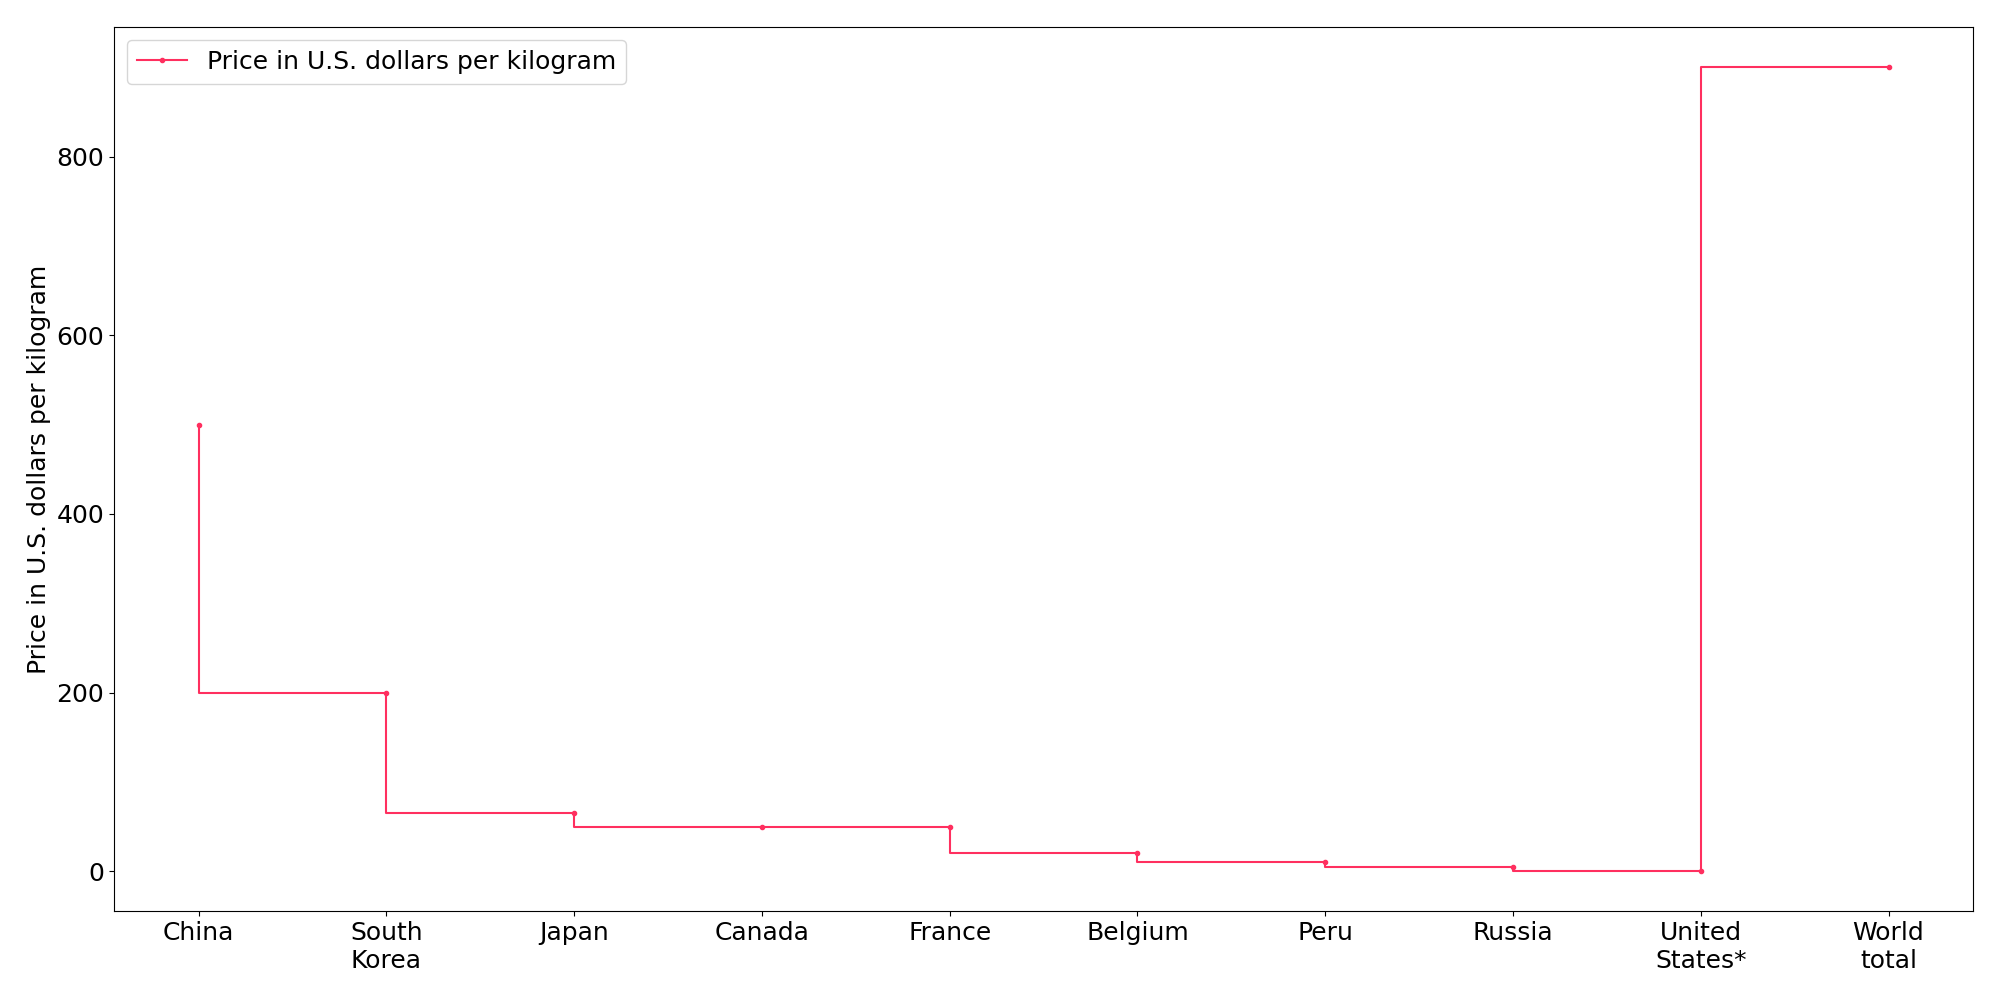 Price in U.S. dollars per kilogram
Price in U.S. dollars per kilogram
800
600
400
200
0
China
South
Korea
Japan
Canada
France
Belgium
Peru
Russia
United
States*
World
total